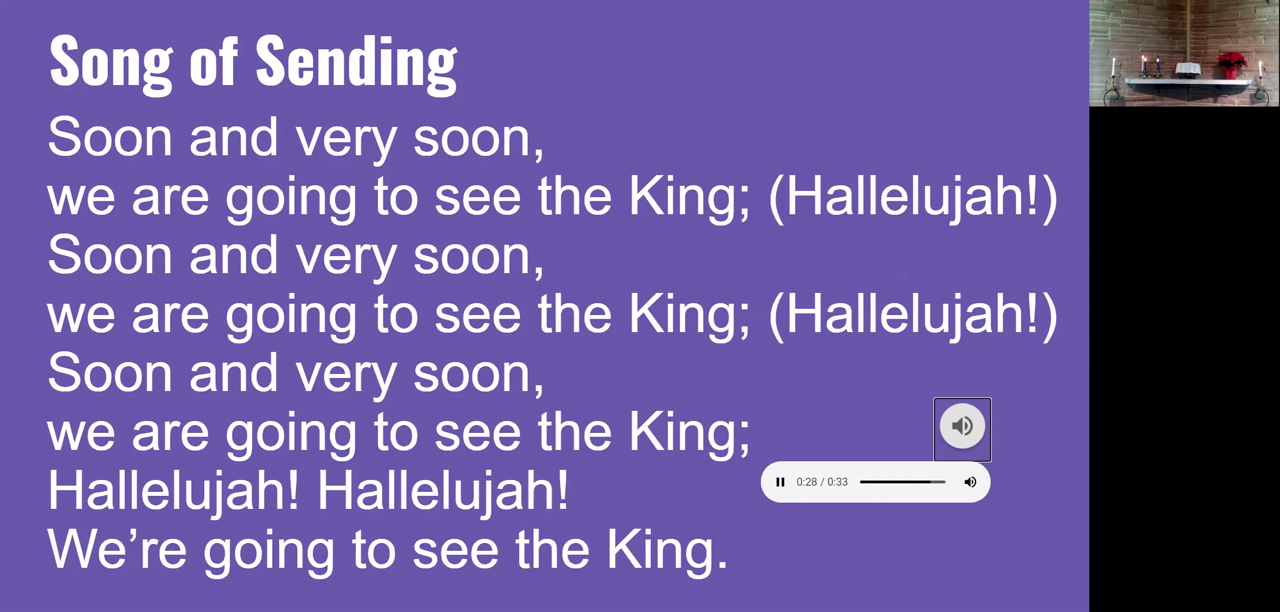 Song of Sending
Soon and very soon,
we are going to see the King; (Hallelujah!)
Soon and very soon,
we are going to see the King; (Hallelujah!)
Soon and very soon,
we are going to see the King;
Hallelujah! Hallelujah!
We’re going to see the King.
0:28 / 0:33